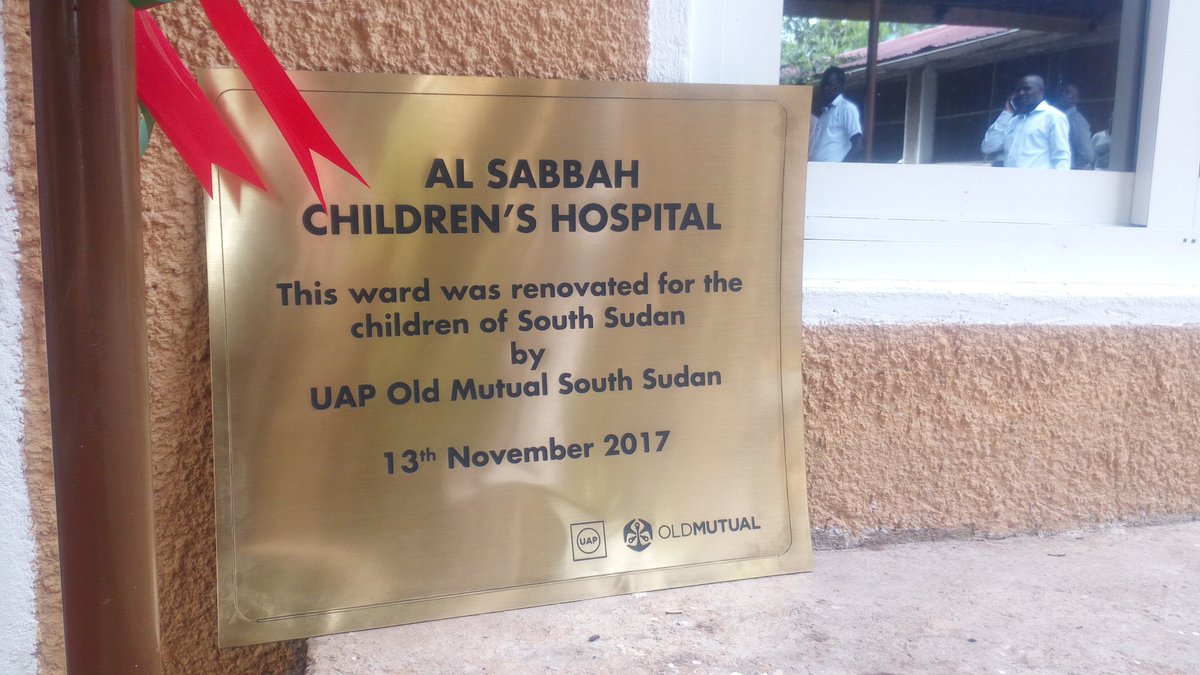 AL SABBAH
CHILDREN'S HOSPITAL
This ward was renovated for the
children of South Sudan
by
UAP Old Mutual South Sudan
13th November 2017
UAP
OLDMUTUAL